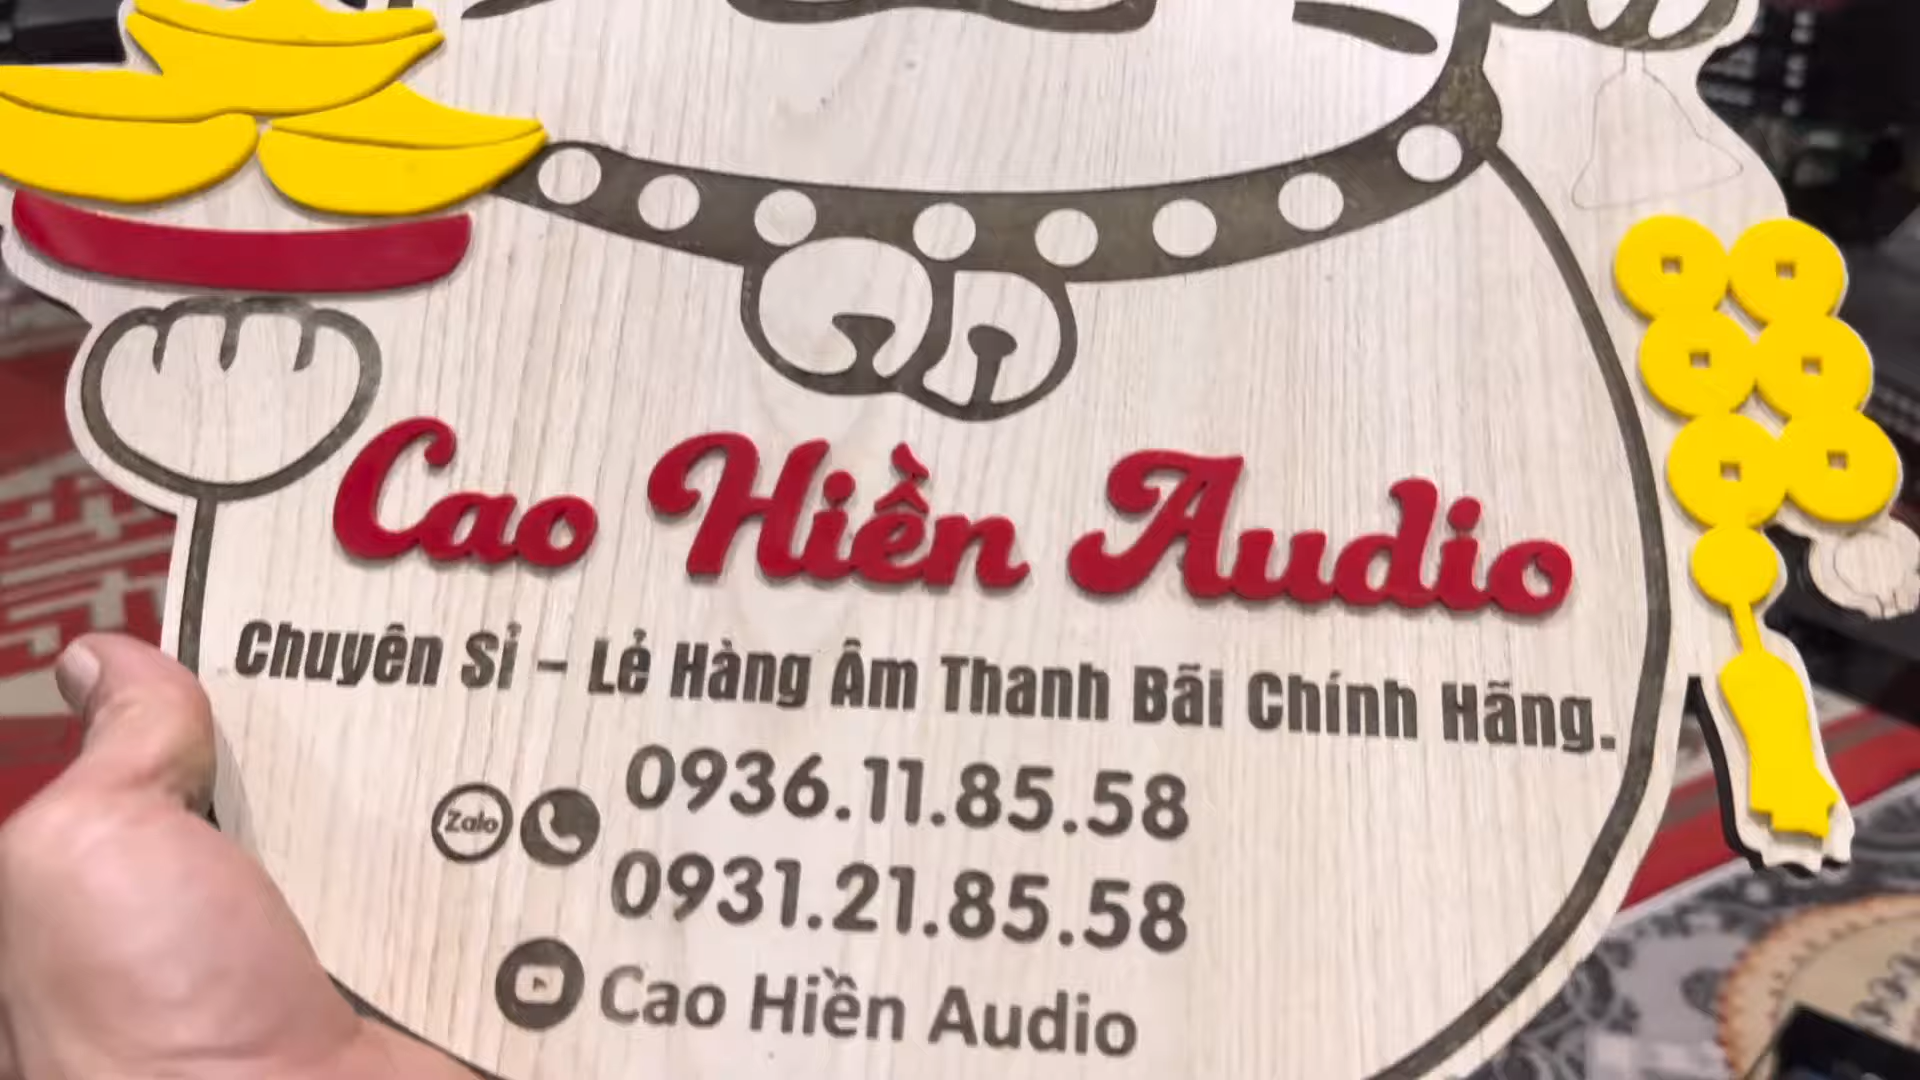 Cao Hiền Audio
Chuyên Sỉ – Lẻ Hàng Âm Thanh Bãi Chính Hãng.
0936.11.85.58
Zalo
0931.21.85.58
Cao Hiền Audio